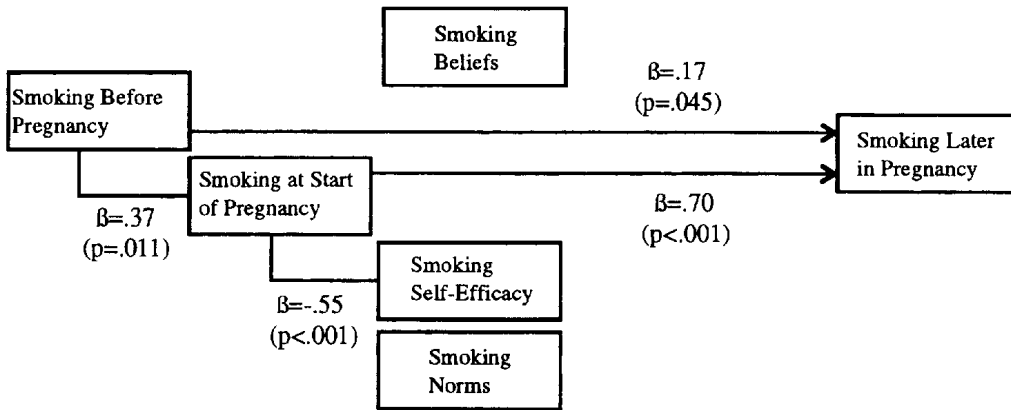 Smoking
Beliefs
ß=.17
(p=.045)
Smoking Before
Pregnancy
Smoking Later
in Pregnancy
Smoking at Start
of Pregnancy
ß=.37
(p=.011)
ß=.70
(p<.001)
Smoking
Self-Efficacy
ß=-.55
(p<.001)
Smoking
Norms